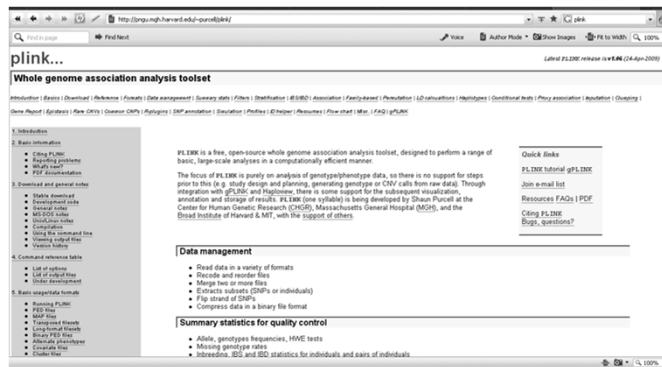 http://pngu.mgh.harvard.edu/~purcell/plink/
plink
Find in page
Find Next
Voice
Author Mode
Show Images
Fit to Width
100%
plink...
Latest PLINK release is v1.06 (24-Apr-2009)
Whole genome association analysis toolset
Introduction | Basics | Download | Reference | Formats | Data management | Summary stats | Filters | Stratification | IBS/IBD | Association | Family-based | Permutation | LD calculations | Haplotypes | Conditional tests | Proxy association | Imputation | Clumping |
Gene Report | Epistasis | Rare CNVs | Common CNPs | R-plugins | SNP annotation | Simulation | Profiles | ID helper | Resources | Flow chart | Misc. | FAQ | gPLINK
1. Introduction
2. Basic information
Citing PLINK
Reporting problems
What's new?
PDF documentation
3. Download and general notes
Stable download
Development code
General notes
MS-DOS notes
Unix/Linux notes
Compilation
Using the command line
Viewing output files
Version history
4. Command reference table
List of options
List of output files
Under development
5. Basic usage/data formats
Running PLINK
PED files
MAP files
Transposed filesets
Long-format filesets
Binary PED files
Alternate phenotypes
Covariate files
Cluster files
PLINK is a free, open-source whole genome association analysis toolset, designed to perform a range of
basic, large-scale analyses in a computationally efficient manner.
The focus of PLINK is purely on analysis of genotype/phenotype data, so there is no support for steps
prior to this (e.g. study design and planning, generating genotype or CNV calls from raw data). Through
integration with gPLINK and Haploview, there is some support for the subsequent visualization,
annotation and storage of results. PLINK (one syllable) is being developed by Shaun Purcell at the
Center for Human Genetic Research (CHGR), Massachusetts General Hospital (MGH), and the
Broad Institute of Harvard & MIT, with the support of others.
Quick links
PLINK tutorial gPLINK
Join e-mail list
Resources FAQs | PDF
Citing PLINK
Bugs, questions?
Data management
Read data in a variety of formats
Recode and reorder files
Merge two or more files
Extracts subsets (SNPs or individuals)
Flip strand of SNPs
Compress data in a binary file format
Summary statistics for quality control
Allele, genotypes frequencies, HWE tests
Missing genotype rates
Inbreeding, IBS and IBD statistics for individuals and pairs of individuals
100%